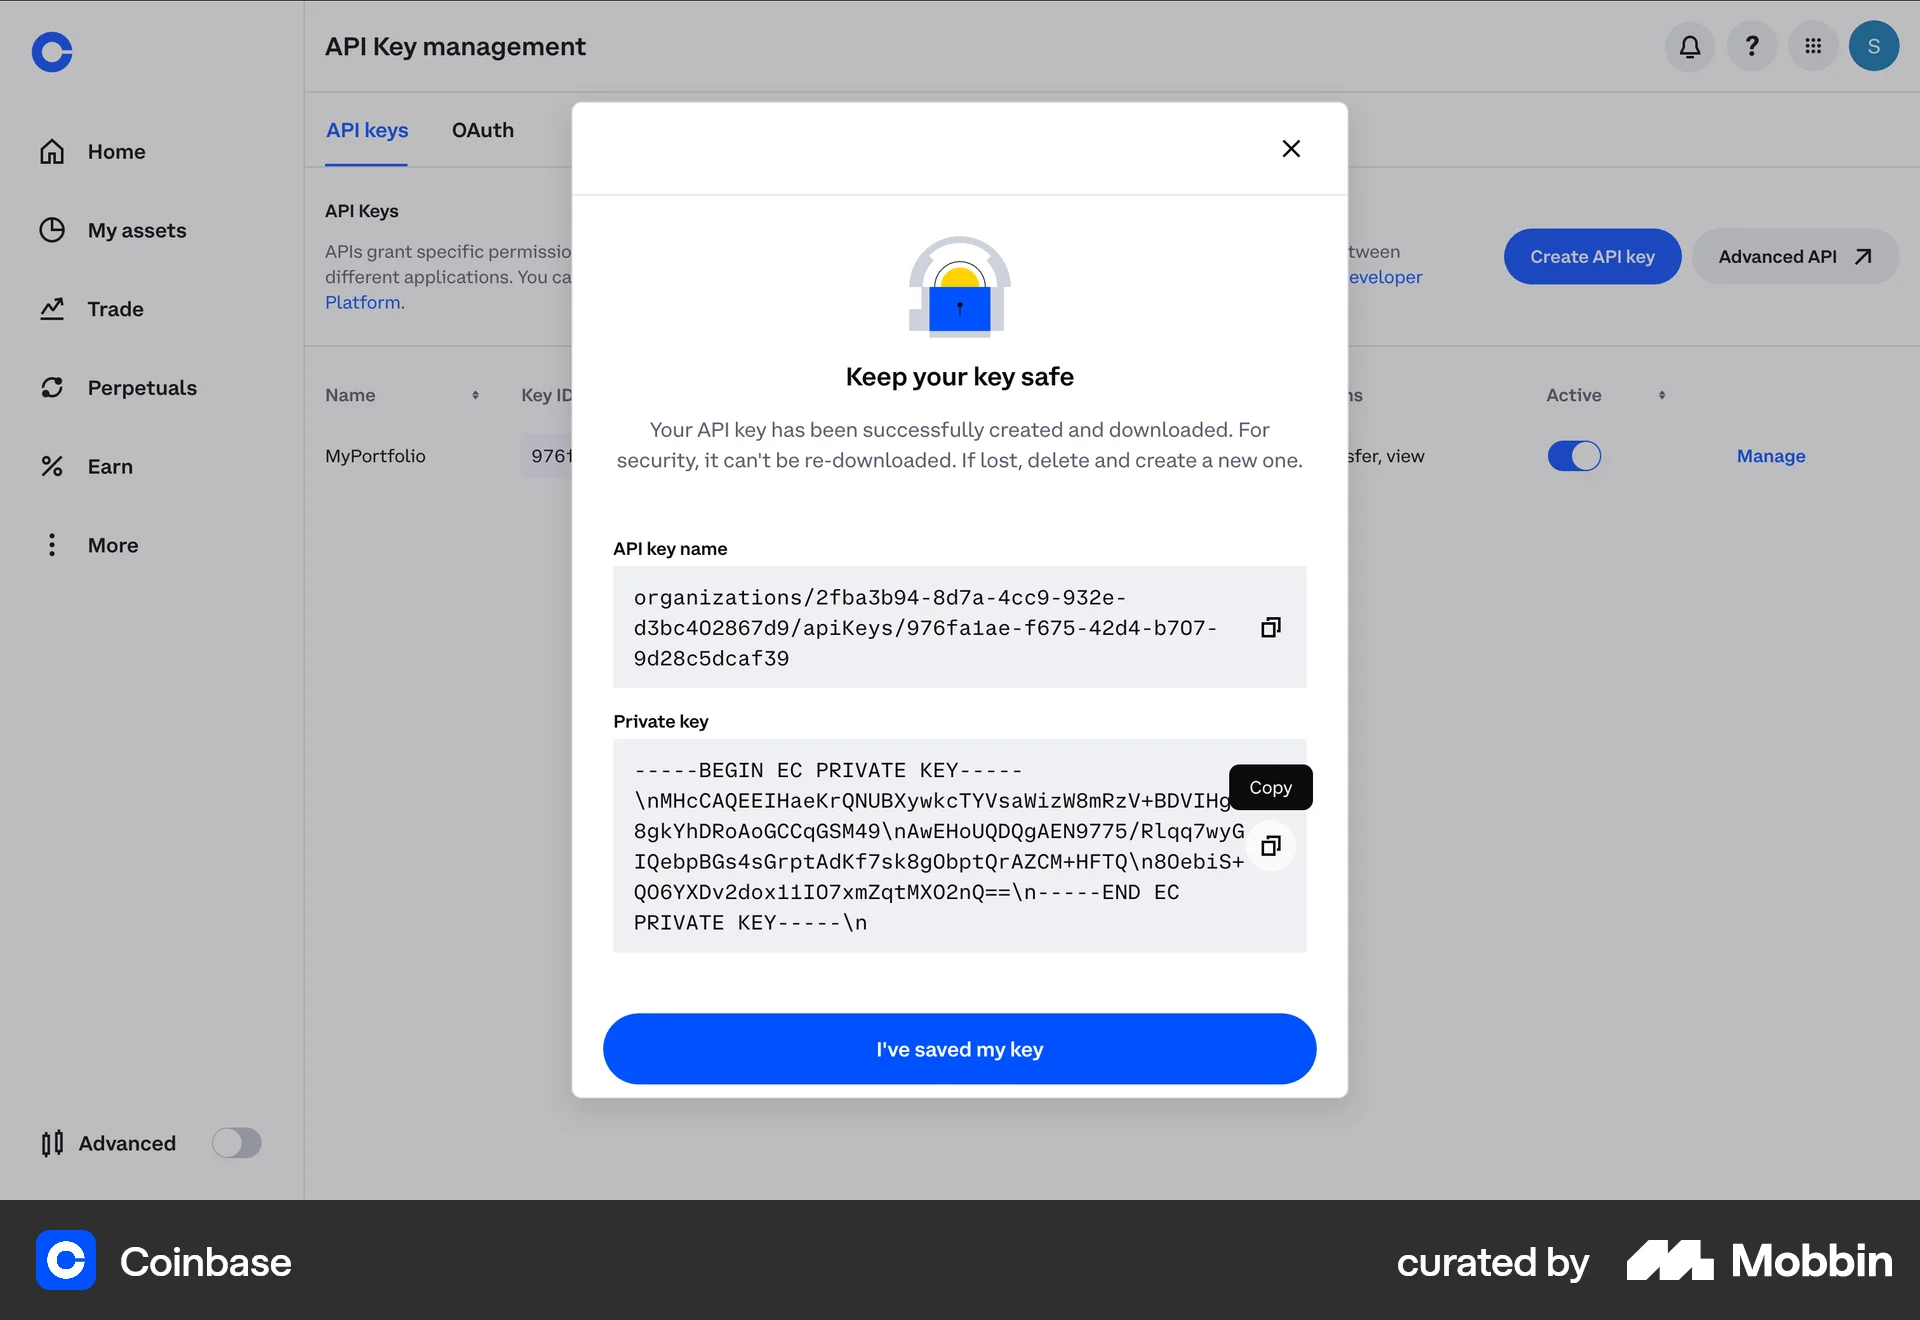 API Key management
S
Home
My assets
Trade
Perpetuals
Earn
More
Advanced
API keys
OAuth
API Keys
APIs grant specific
different applications. You
Platform.
tween
eveloper
Create API key
Advanced API
Name
Key ID
Active
MyPortfolio
976f
sfer, view
Manage
Keep your key safe
Your API key has been successfully created and downloaded. For
security, it can't be re-downloaded. If lost, delete and create a new one.
API key name
organizations/2fba3b94-8d7a-4cc9-932e-
d3bc402867d9/apiKeys/976fa1ae-f675-42d4-b707-
9d28c5dcaf39
Private key
-----BEGIN EC PRIVATE KEY-----
\nMHcCAQEEIHaeKrQNUBXywkcTYVsaWizW8mRzV+BDVIHg
8gkYhDRoAoGCCqGSM49\nAwEHoUQDQgAEN9775/Rlqq7wyG
IQebpBGs4sGrptAdKf7sk8gObptQrAZCM+HFTQ\n8OebiS+
QO6YXDv2dox11IO7xmZqtMXO2nQ==\n-----END EC
PRIVATE KEY-----\n
Copy
I've saved my key
Coinbase
curated by
Mobbin